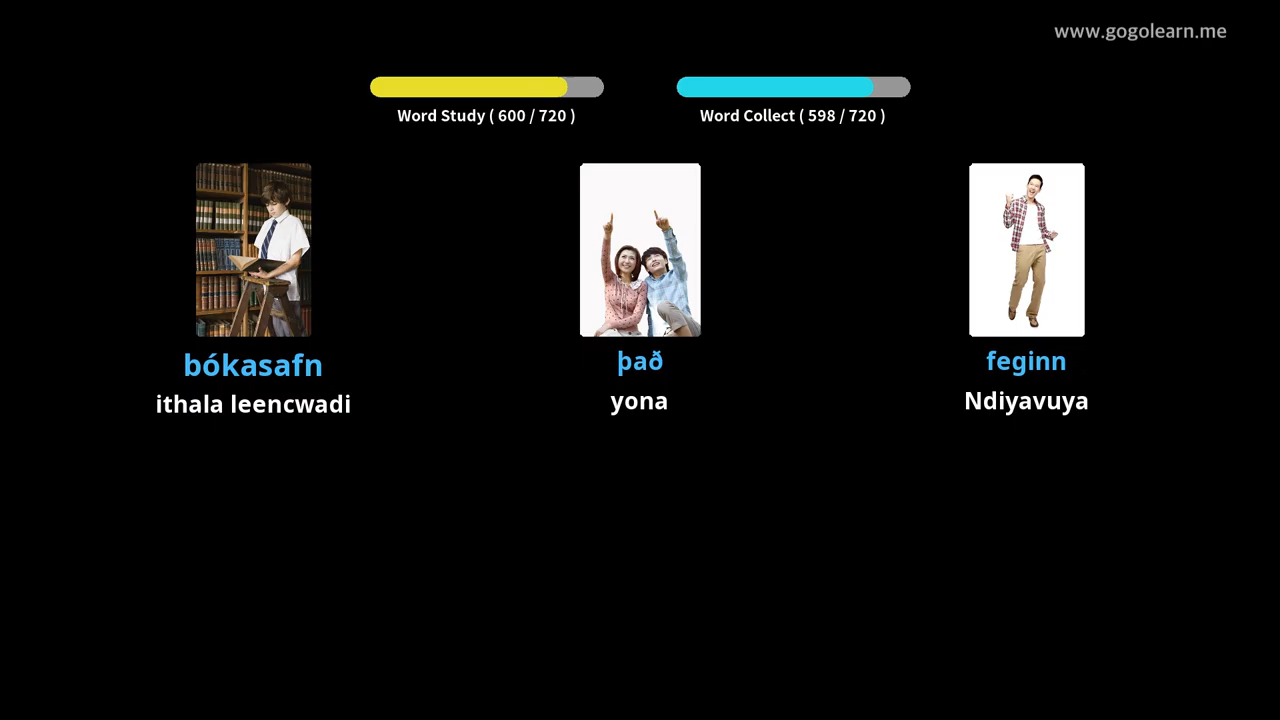 www.gogolearn.me
Word Study ( 600 / 720 )
Word Collect ( 598 / 720 )
bókasafn
ithala leencwadi
það
yona
feginn
Ndiyavuya